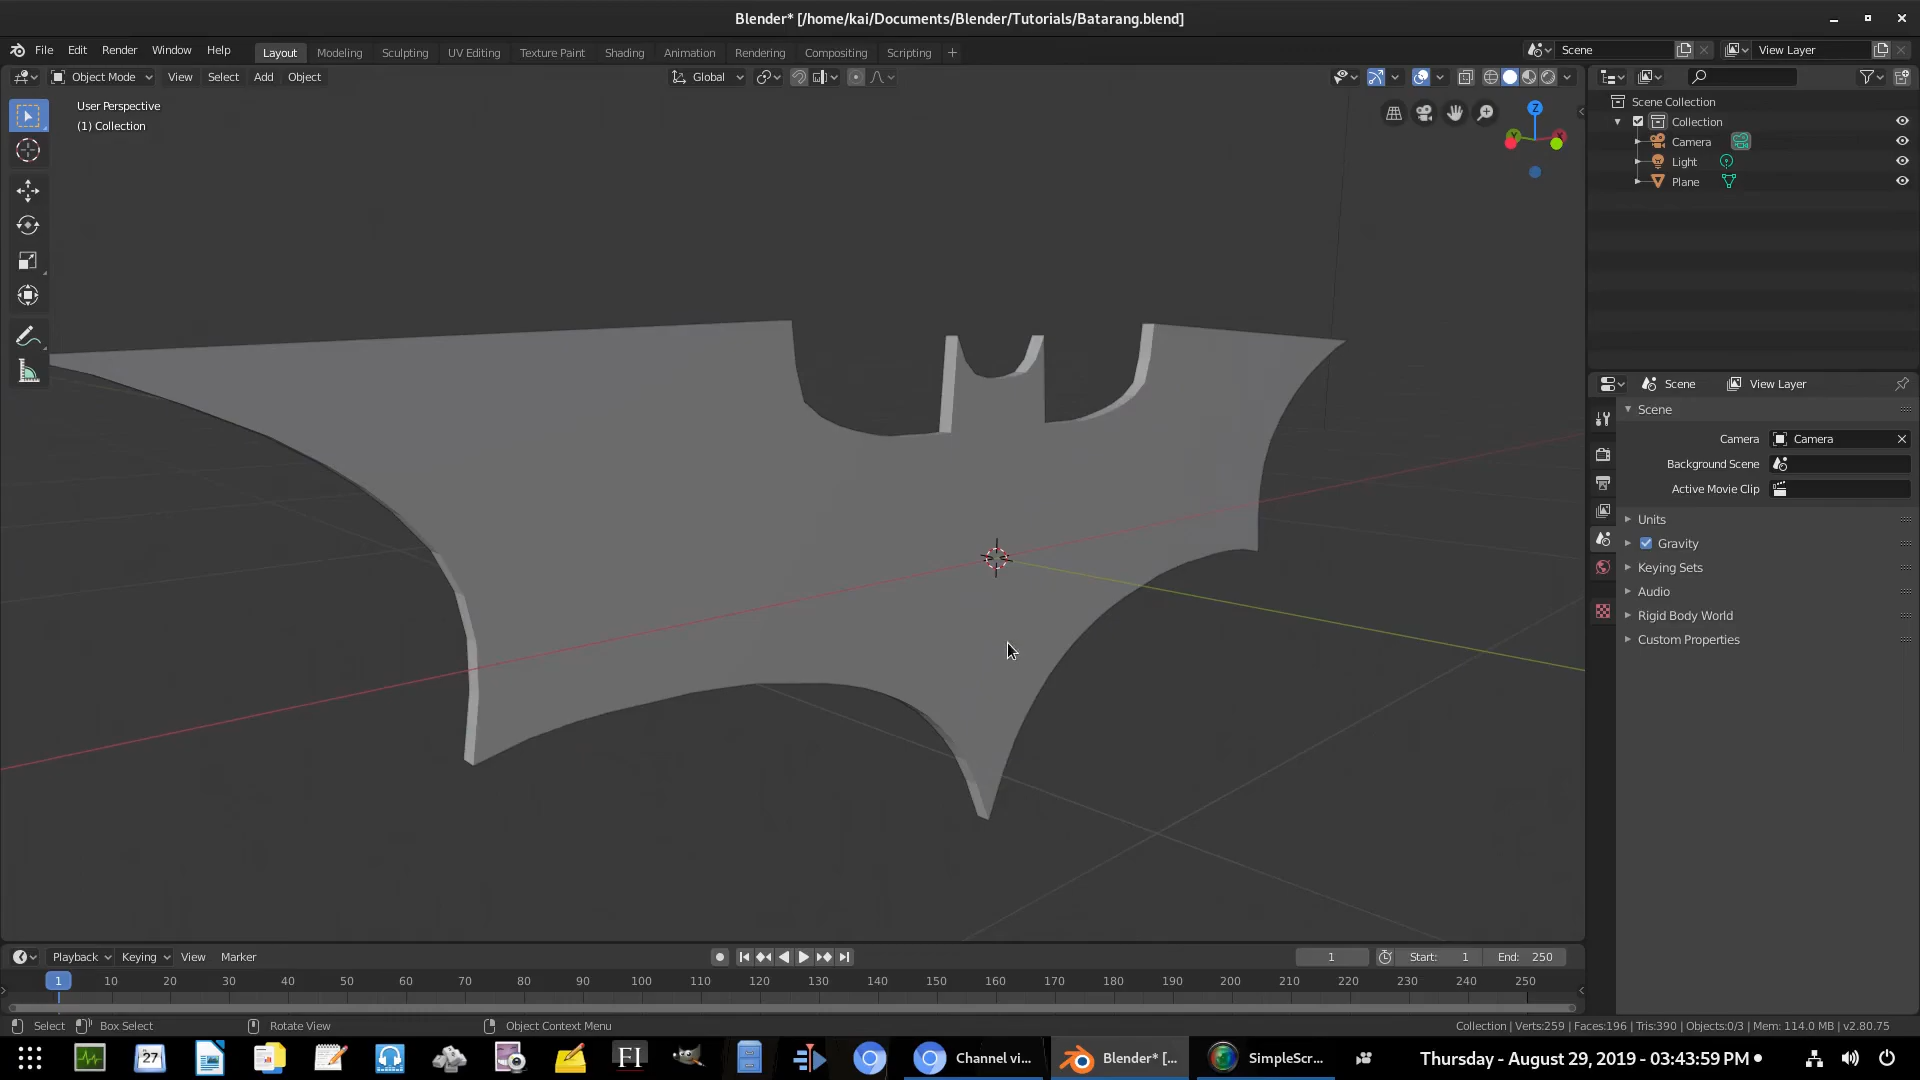 Blender* [/home/kai/Documents/Blender/Tutorials/Batarang.blend]
File Edit Render Window Help
Layout Modeling Sculpting UV Editing Texture Paint Shading Animation Rendering Compositing Scripting +
Scene
View Layer
Object Mode View Select Add Object
Global
User Perspective
(1) Collection
Z
Scene Collection
Collection
Camera
Light
Plane
Scene View Layer
Scene
Camera Camera
Background Scene
Active Movie Clip
Units
Gravity
Keying Sets
Audio
Rigid Body World
Custom Properties
Playback Keying View Marker
1 Start: 1 End: 250
1 10 20 30 40 50 60 70 80 90 100 110 120 130 140 150 160 170 180 190 200 210 220 230 240 250
Select Box Select Rotate View Object Context Menu
Collection | Verts:259 | Faces:196 | Tris:390 | Objects:0/3 | Mem: 114.0 MB | v2.80.75
27 FI Channel vi... Blender* [... SimpleScr... Thursday - August 29, 2019 - 03:43:59 PM